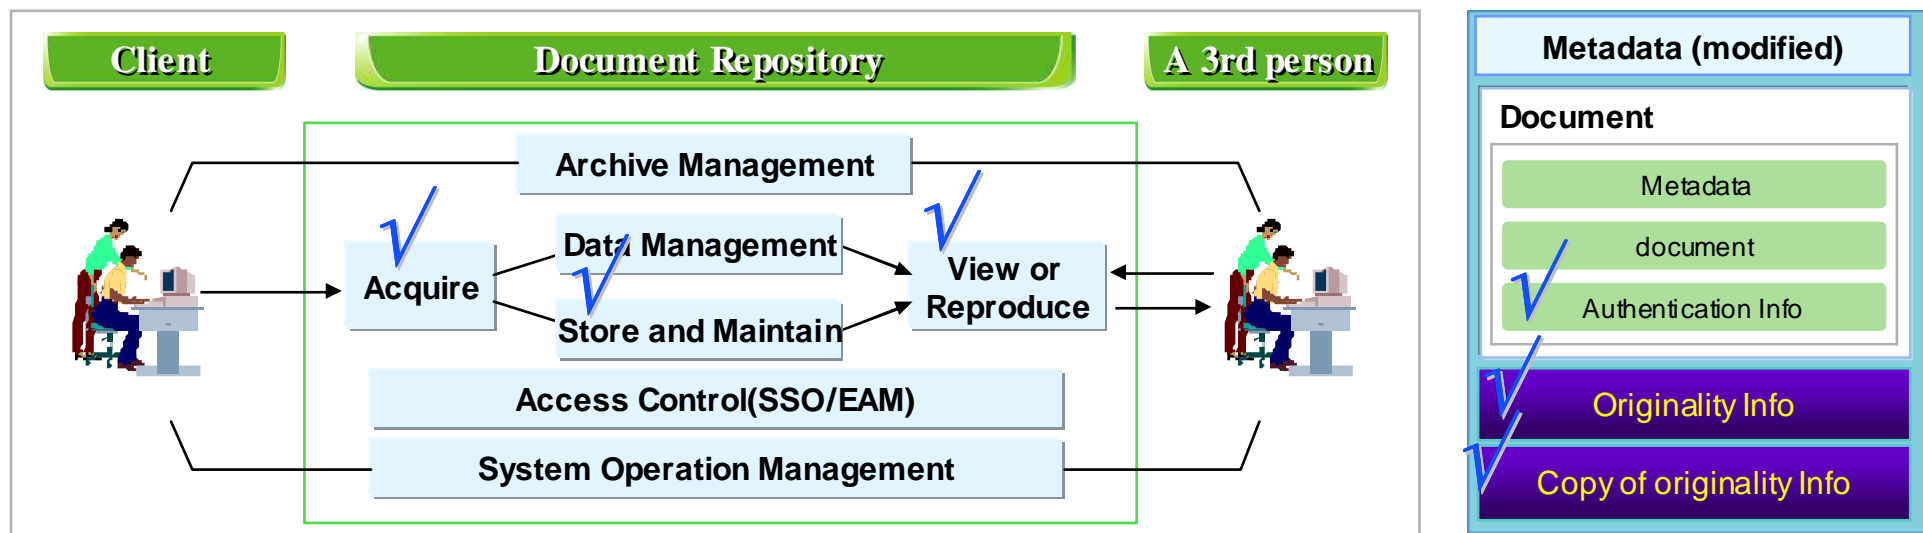 Client
Document Repository
A 3rd person
Archive Management
Acquire
Data Management
Store and Maintain
View or
Reproduce
Access Control(SSO/EAM)
System Operation Management
Metadata (modified)
Document
Metadata
document
Authentication Info
Originality Info
Copy of originality Info